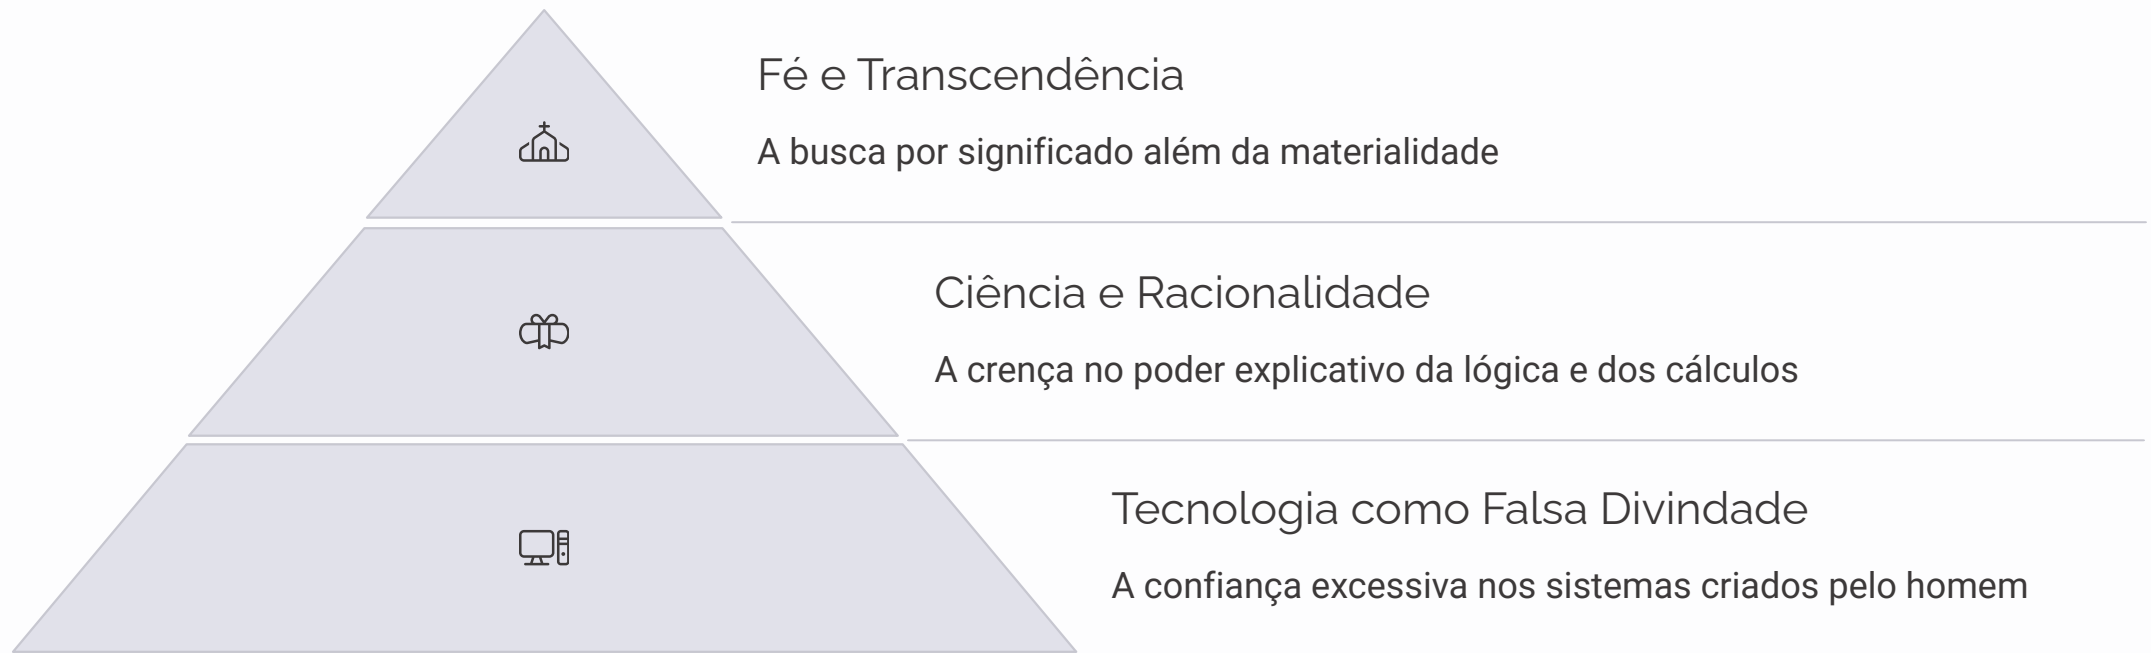 Fé e Transcendência
A busca por significado além da materialidade
Ciência e Racionalidade
A crença no poder explicativo da lógica e dos cálculos
Tecnologia como Falsa Divindade
A confiança excessiva nos sistemas criados pelo homem